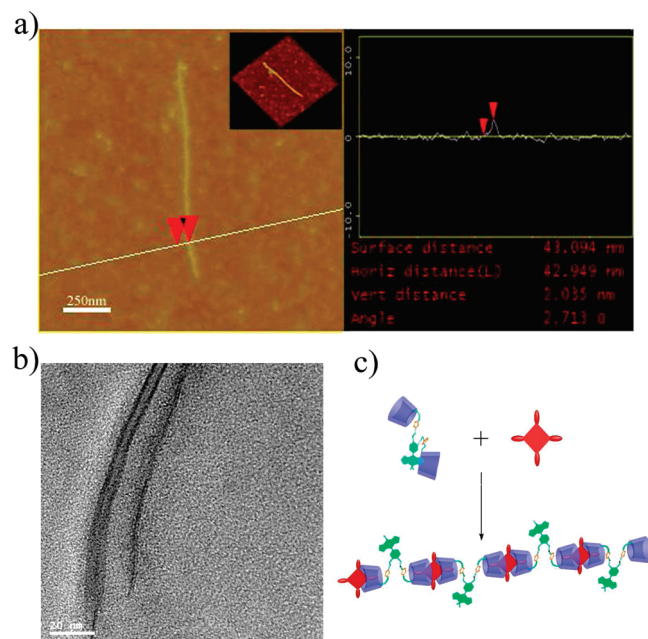 a)
10.0
0
-10.0
250nm
Surface distance 43.094 nm
Horiz distance(L) 42.949 nm
Vert distance 2.035 nm
Angle 2.713 o
b)
20 nm
c)
+